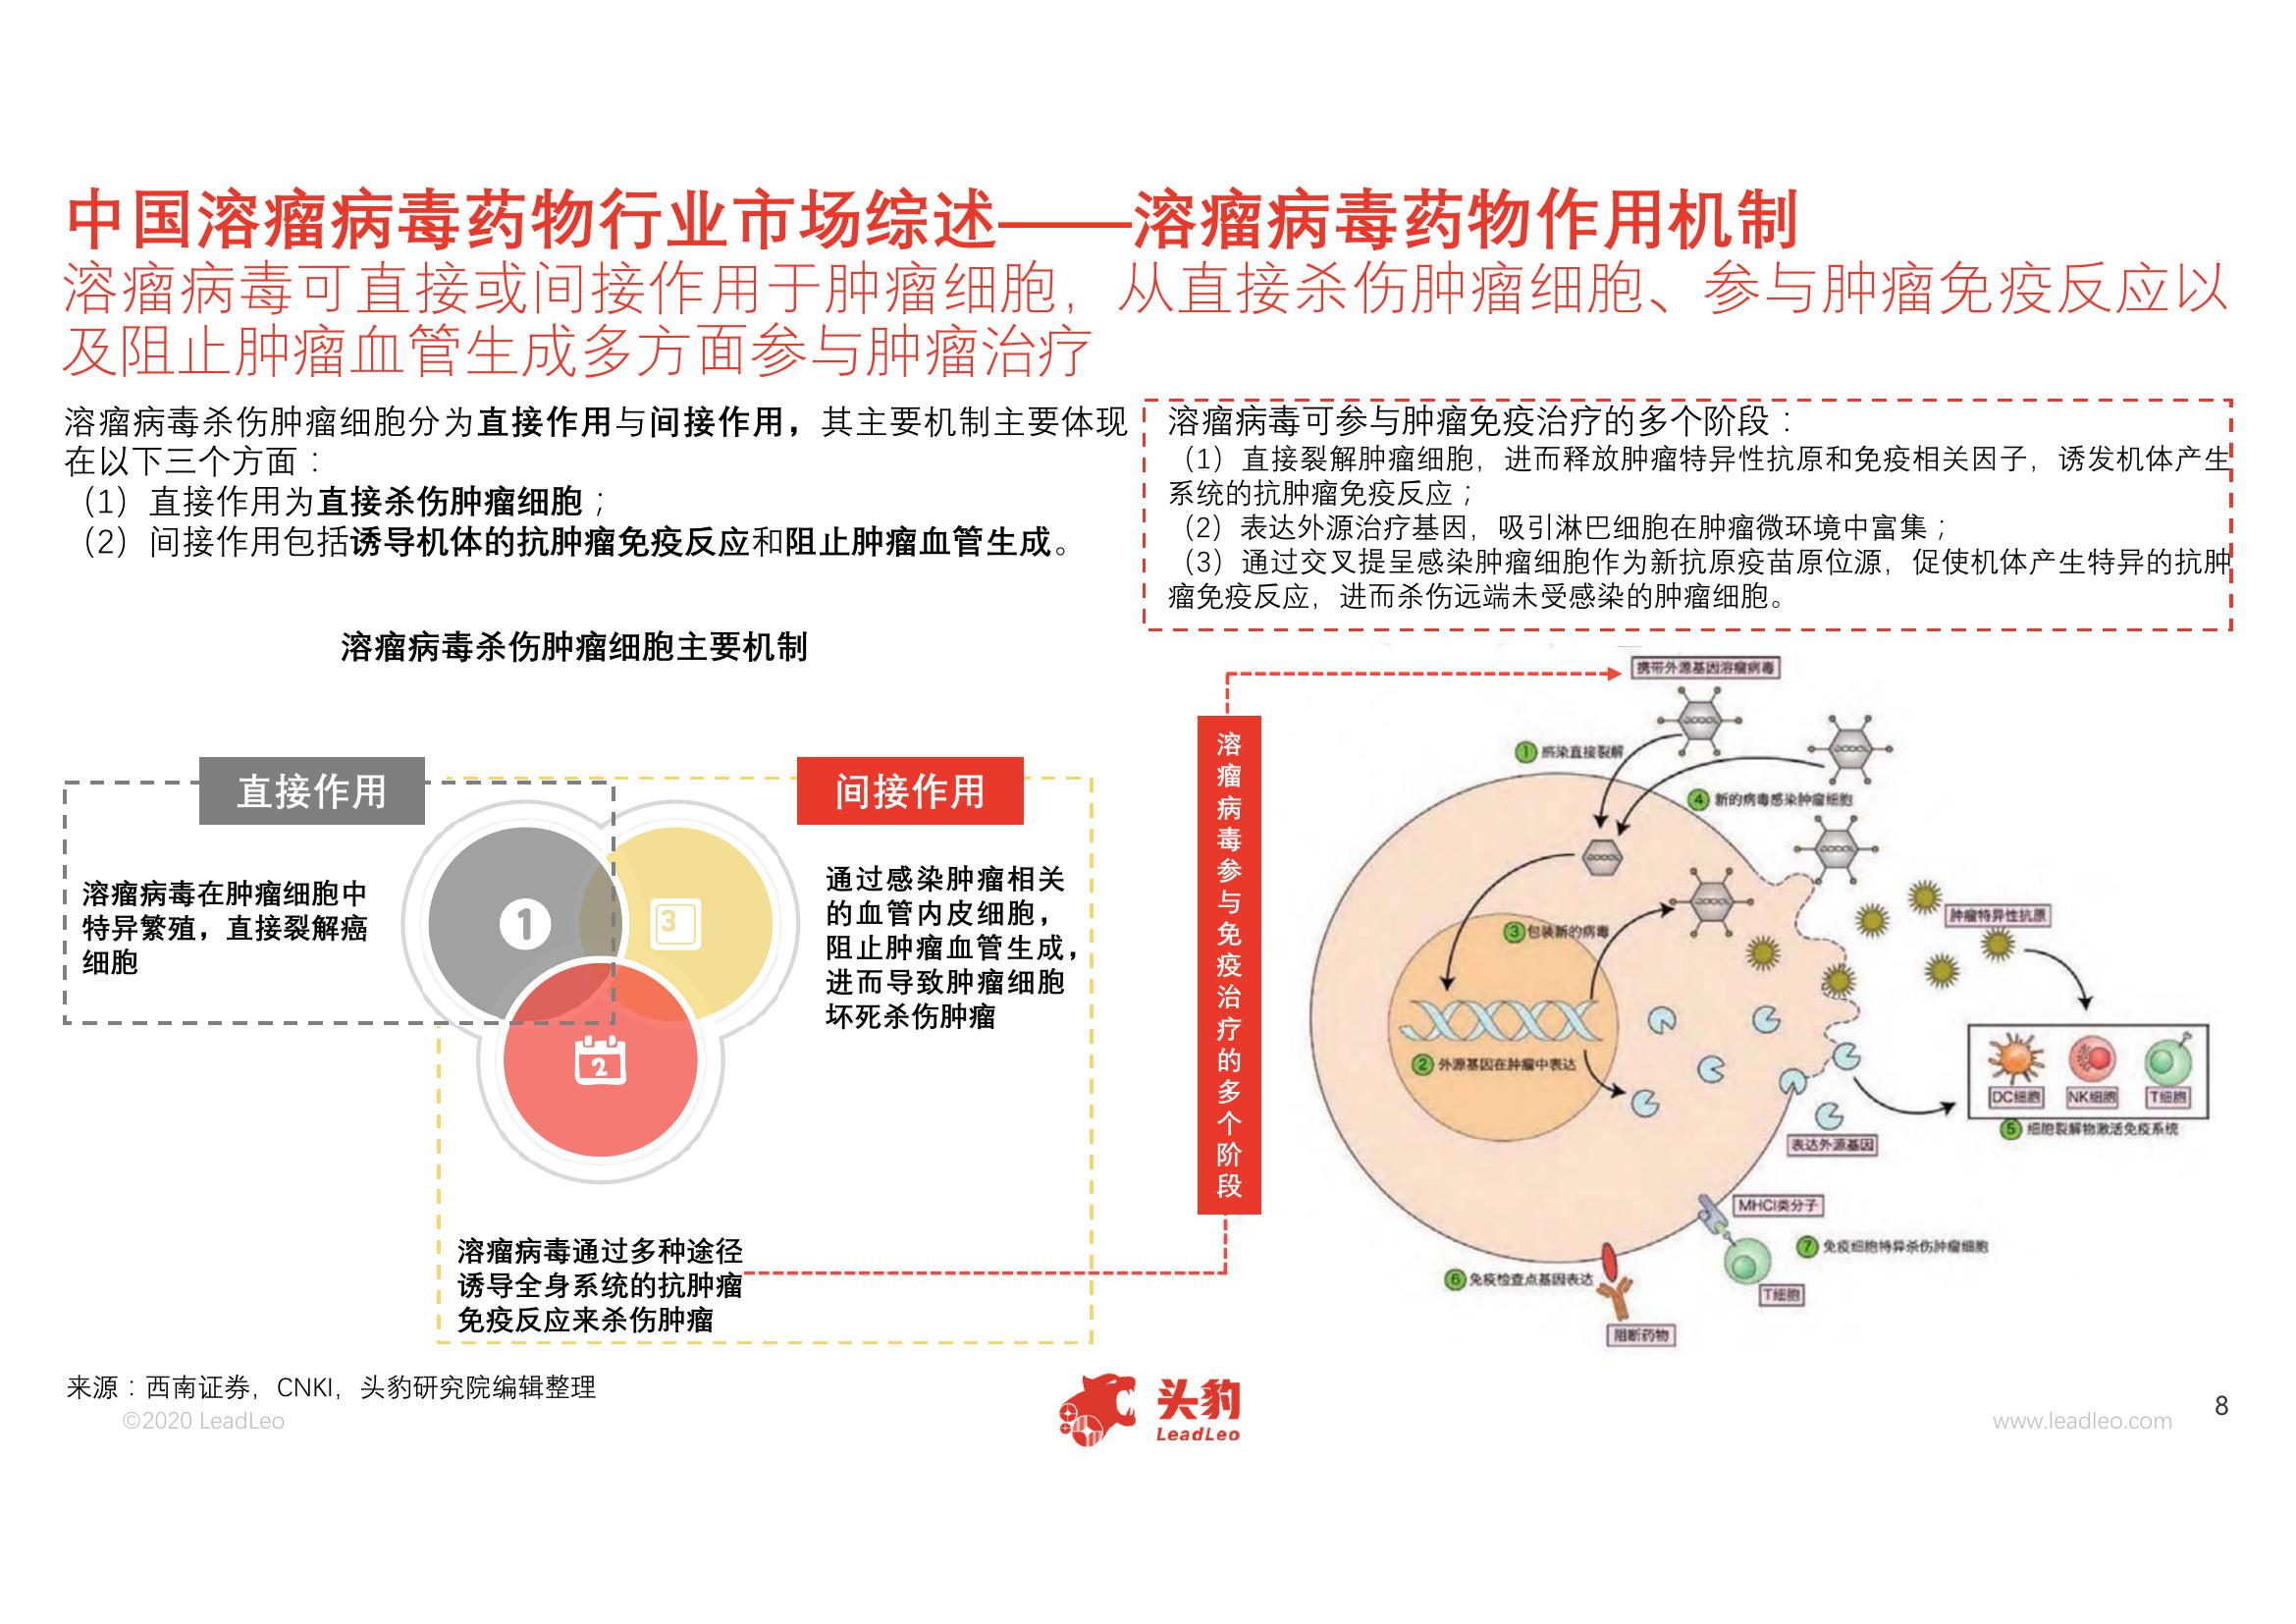 中国溶瘤病毒药物行业市场综述——溶瘤病毒药物作用机制
溶瘤病毒可直接或间接作用于肿瘤细胞，从直接杀伤肿瘤细胞、参与肿瘤免疫反应以
及阻止肿瘤血管生成多方面参与肿瘤治疗
溶瘤病毒杀伤肿瘤细胞分为直接作用与间接作用，其主要机制主要体现
在以下三个方面：
（1）直接作用为直接杀伤肿瘤细胞；
（2）间接作用包括诱导机体的抗肿瘤免疫反应和阻止肿瘤血管生成。
溶瘤病毒可参与肿瘤免疫治疗的多个阶段：
（1）直接裂解肿瘤细胞，进而释放肿瘤特异性抗原和免疫相关因子，诱发机体产生
系统的抗肿瘤免疫反应；
（2）表达外源治疗基因，吸引淋巴细胞在肿瘤微环境中富集；
（3）通过交叉提呈感染肿瘤细胞作为新抗原疫苗原位源，促使机体产生特异的抗肿
瘤免疫反应，进而杀伤远端未受感染的肿瘤细胞。
溶瘤病毒杀伤肿瘤细胞主要机制
直接作用
溶瘤病毒在肿瘤细胞中
特异繁殖，直接裂解癌
细胞
1
3
2
间接作用
通过感染肿瘤相关
的血管内皮细胞，
阻止肿瘤血管生成，
进而导致肿瘤细胞
坏死杀伤肿瘤
溶瘤病毒通过多种途径
诱导全身系统的抗肿瘤
免疫反应来杀伤肿瘤
溶瘤病毒参与免疫治疗的多个阶段
携带外源基因溶瘤病毒
1 感染直接裂解
4 新的病毒感染肿瘤细胞
3 包装新的病毒
肿瘤特异性抗原
2 外源基因在肿瘤中表达
DC细胞
NK细胞
T细胞
5 细胞裂解物激活免疫系统
表达外源基因
MHCI类分子
7 免疫细胞特异杀伤肿瘤细胞
6 免疫检查点基因表达
T细胞
阻断药物
来源：西南证券，CNKI，头豹研究院编辑整理
©2020 LeadLeo
头豹
LeadLeo
www.leadleo.com
8